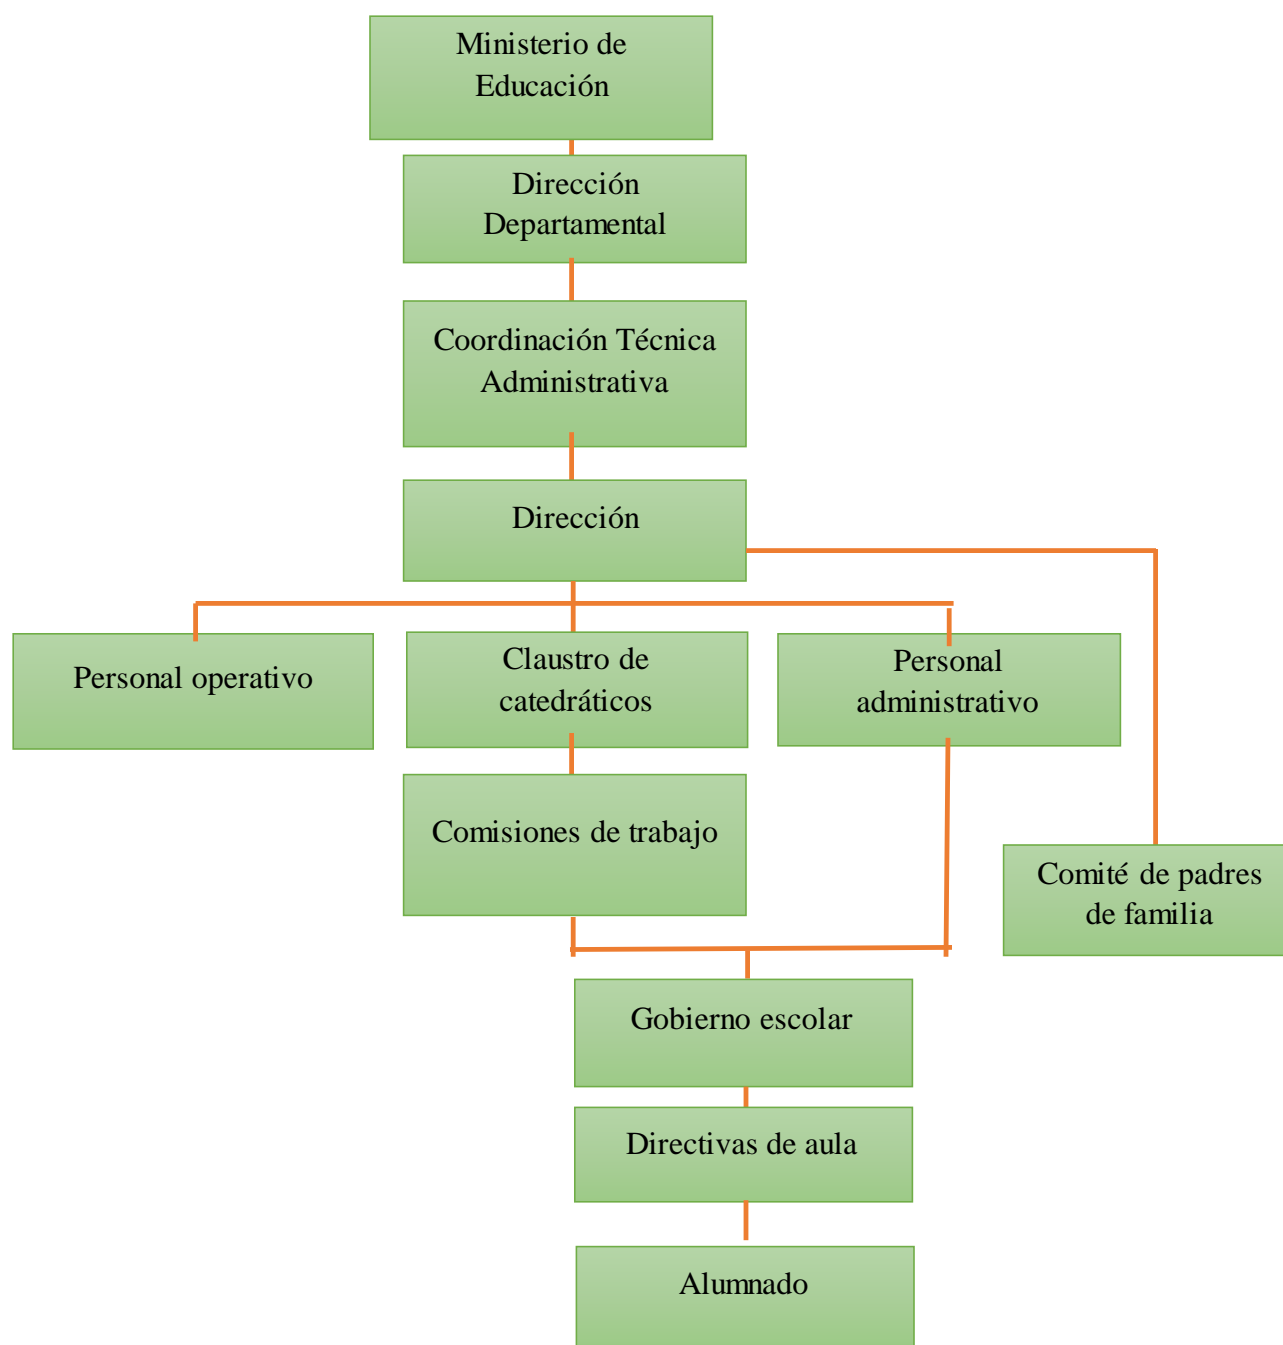 Ministerio de
Educación
Dirección
Departamental
Coordinación Técnica
Administrativa
Dirección
Personal operativo
Claustro de
catedráticos
Personal
administrativo
Comisiones de trabajo
Comité de padres
de familia
Gobierno escolar
Directivas de aula
Alumnado